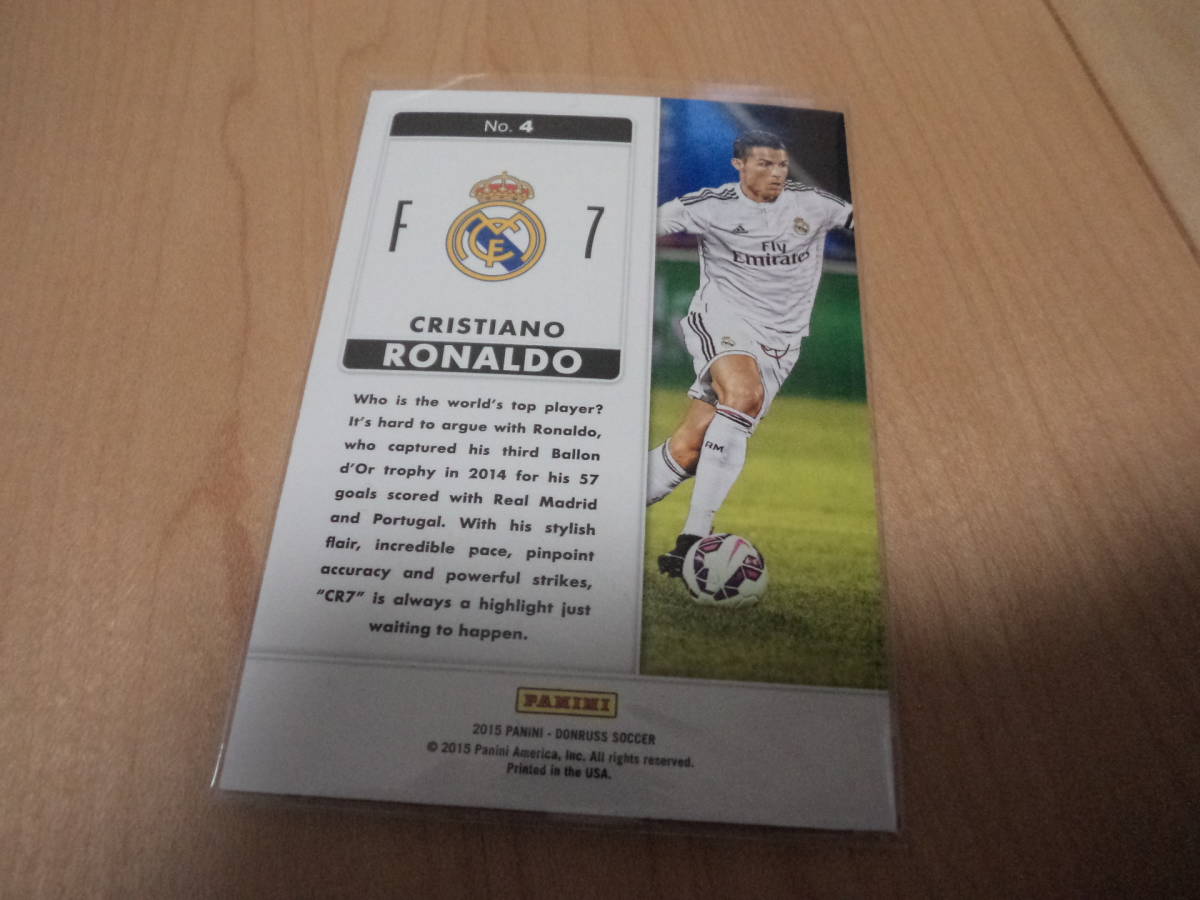 No. 4
F 7
CRISTIANO
RONALDO
Who is the world's top player?
It's hard to argue with Ronaldo,
who captured his third Ballon
d'Or trophy in 2014 for his 57
goals scored with Real Madrid
and Portugal. With his stylish
flair, incredible pace, pinpoint
accuracy and powerful strikes,
"CR7" is always a highlight just
waiting to happen.
Fly
Emirates
RM
PANINI
2015 PANINI - DONRUSS SOCCER
© 2015 Panini America, Inc. All rights reserved.
Printed in the USA.